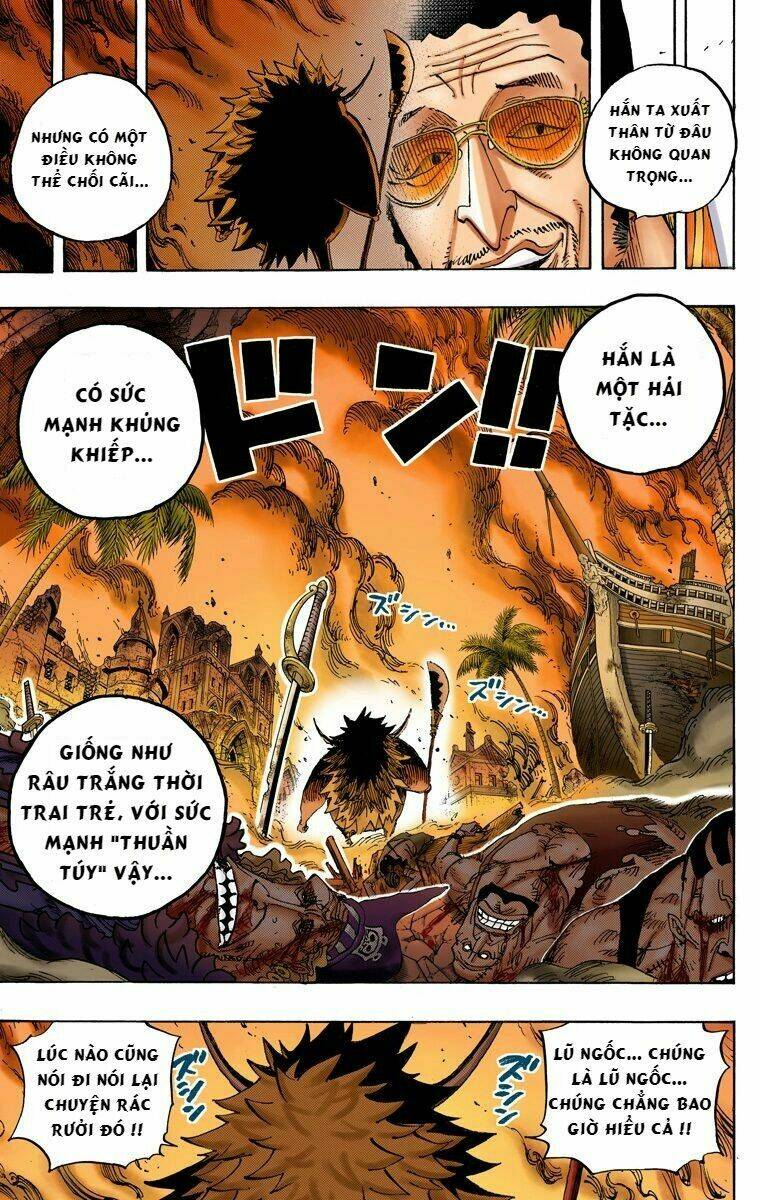 HẮN TA XUẤT
THÂN TỪ ĐÂU
KHÔNG QUAN
TRỌNG...
NHƯNG CÓ MỘT
ĐIỀU KHÔNG
THỂ CHỐI CÃI...
HẮN LÀ
MỘT HẢI
TẶC...
ドン!!
CÓ SỨC
MẠNH KHỦNG
KHIẾP...
ズシン...
ズシン...
GIỐNG NHƯ
RÂU TRẮNG THỜI
TRAI TRẺ, VỚI SỨC
MẠNH "THUẦN
TÚY" VẬY...
LŨ NGỐC... CHÚNG
LÀ LŨ NGỐC...
CHÚNG CHẲNG BAO
GIỜ HIỂU CẢ !!
ズシン
ズシン
LÚC NÀO CŨNG
NÓI ĐI NÓI LẠI
CHUYỆN RÁC
RƯỞI ĐÓ !!